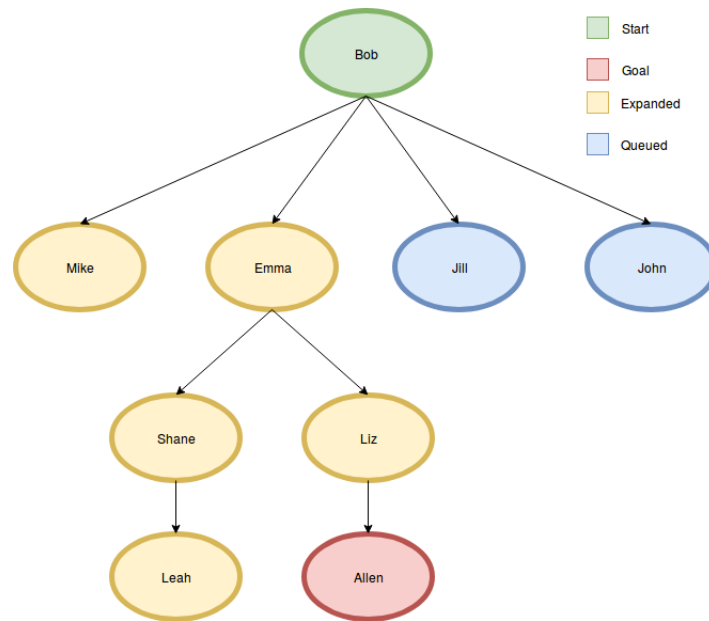 Bob
Start
Goal
Expanded
Queued
Mike
Emma
Jill
John
Shane
Liz
Leah
Allen